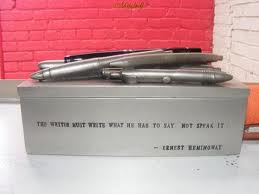 THE WRITER MUST WRITE WHAT HE HAS TO SAY NOT SPEAK IT
- ERNEST HEMINGWAY